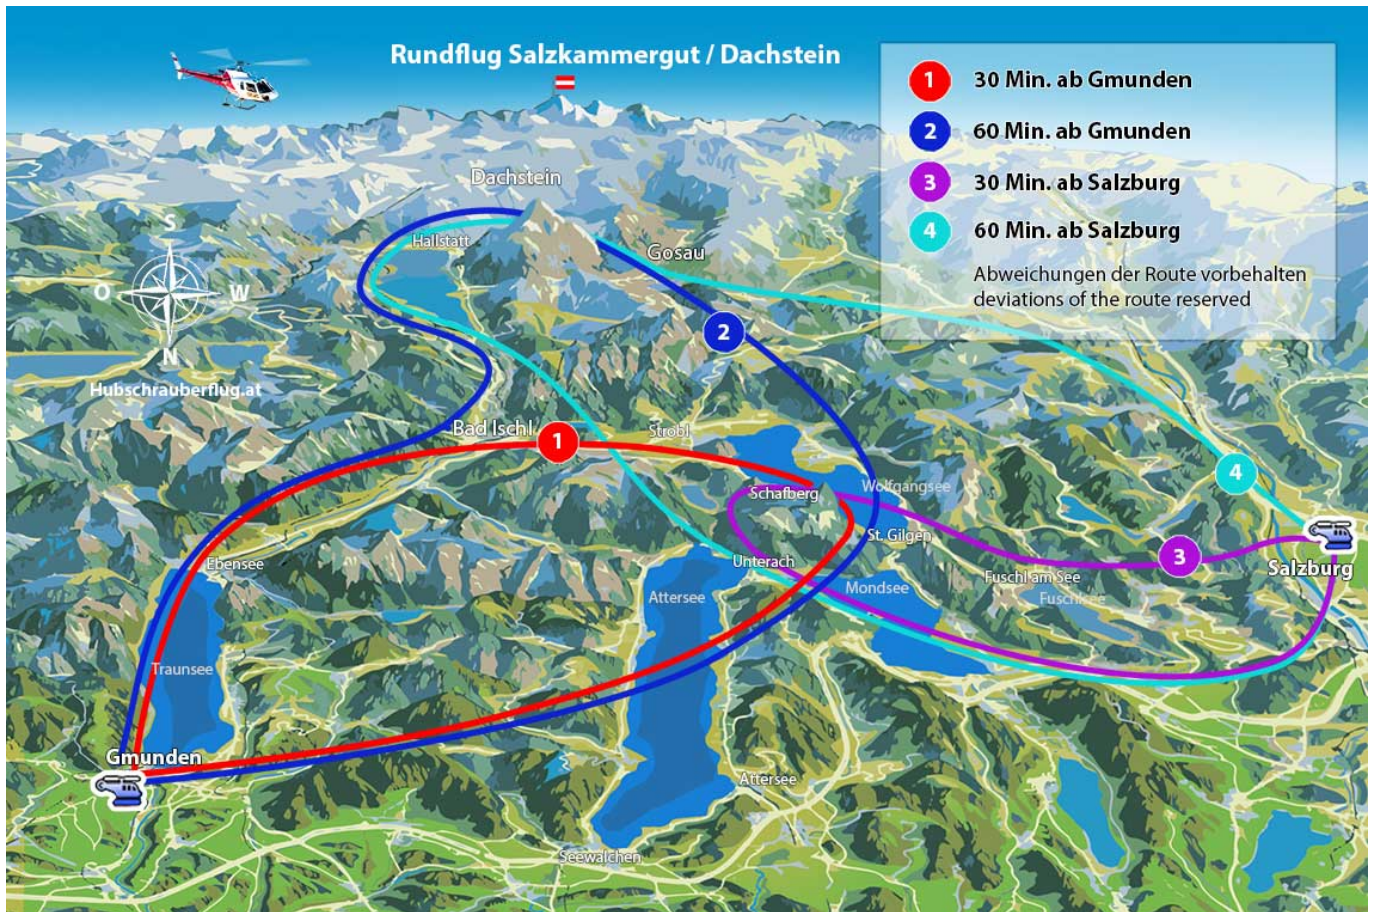 Rundflug Salzkammergut / Dachstein
1 30 Min. ab Gmunden
2 60 Min. ab Gmunden
3 30 Min. ab Salzburg
4 60 Min. ab Salzburg
Abweichungen der Route vorbehalten
deviations of the route reserved
Dachstein
S
O W
N
Hubschrauberflug.at
Hallstatt
Gosau
2
Bad Ischl
1
Strobl
4
Schafberg
Wolfgangsee
St. Gilgen
3
Salzburg
Ebensee
Unterach
Fuschl am See
Mondsee
Fuschlsee
Attersee
Traunsee
Gmunden
Attersee
Seewalchen